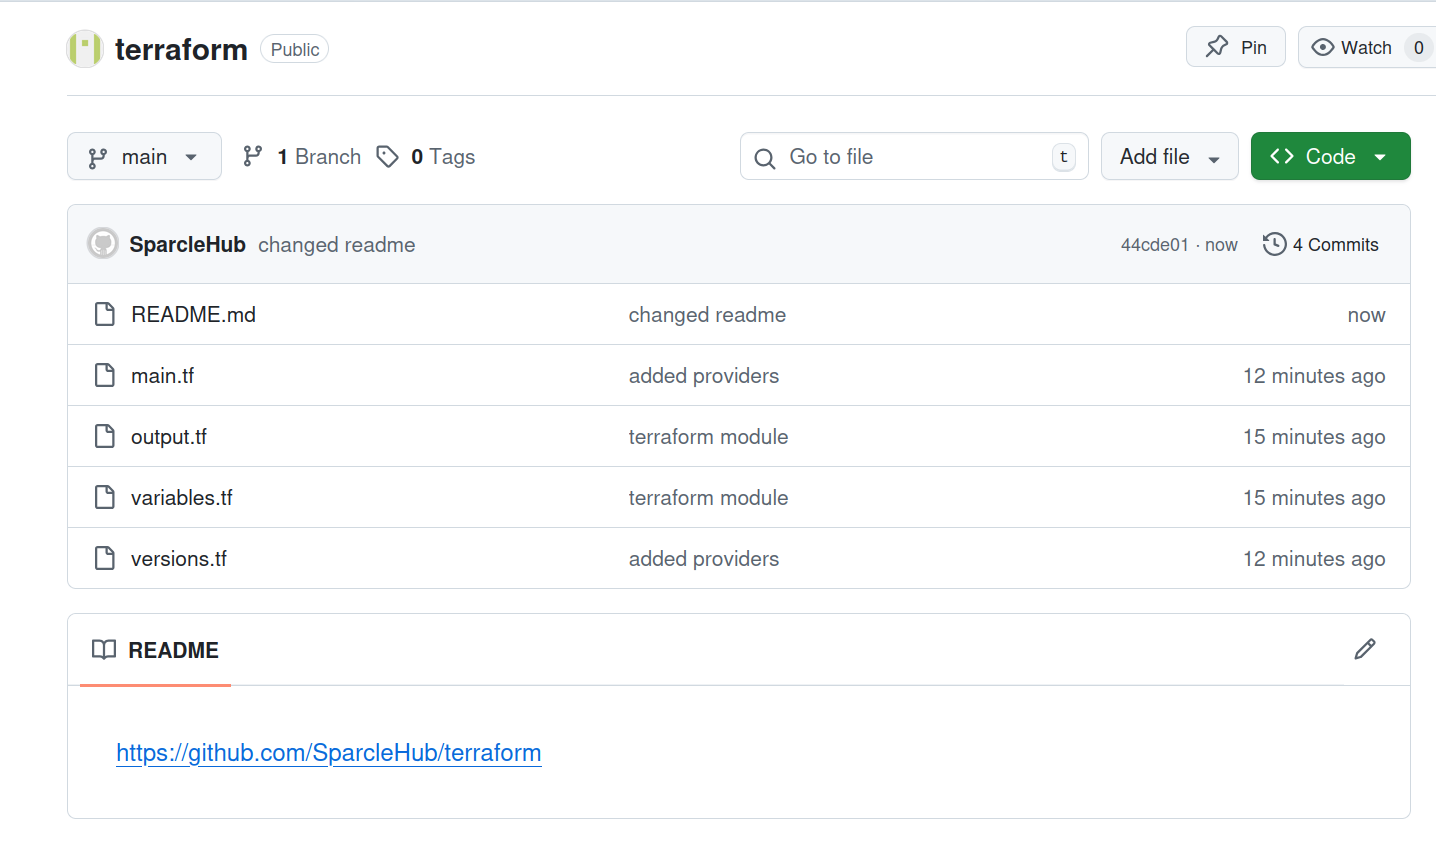 terraform Public Pin Watch 0
main 1 Branch 0 Tags Go to file t Add file Code
SparcleHub changed readme 44cde01 · now 4 Commits
README.md changed readme now
main.tf added providers 12 minutes ago
output.tf terraform module 15 minutes ago
variables.tf terraform module 15 minutes ago
versions.tf added providers 12 minutes ago
README
https://github.com/SparcleHub/terraform